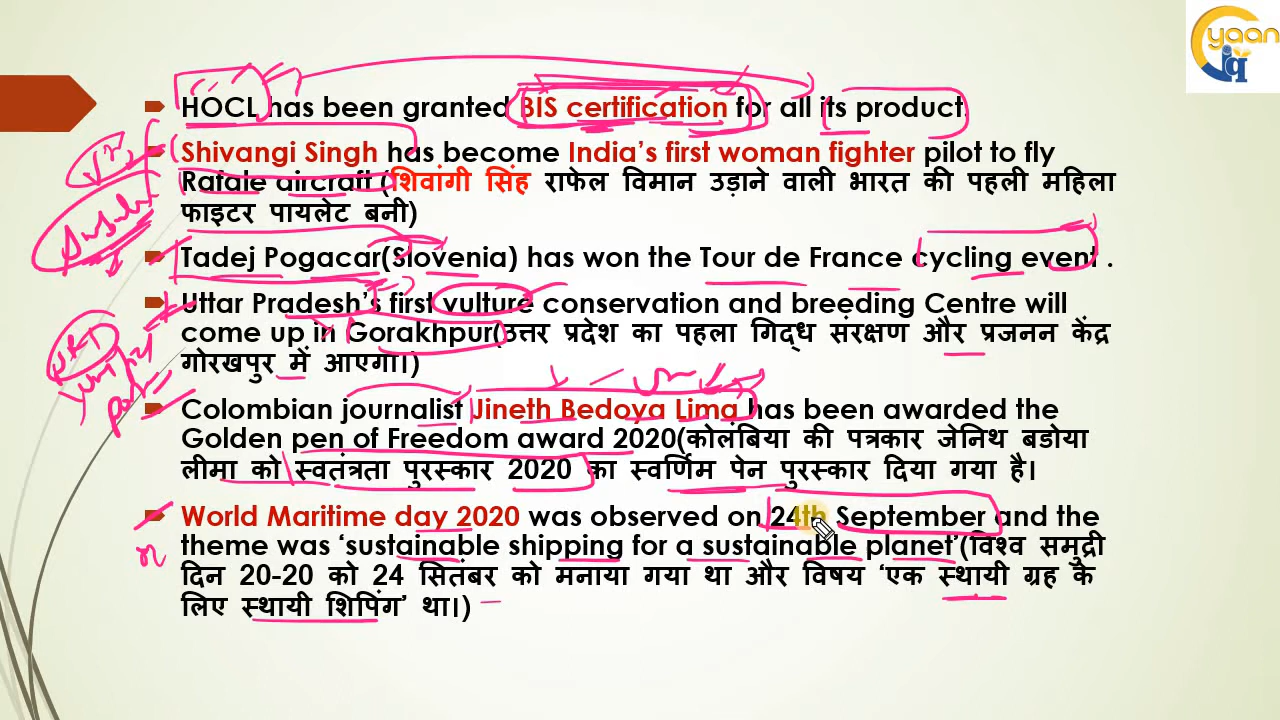 yaan
iq
HOCL has been granted BIS certification for all its product.
Shivangi Singh has become India's first woman fighter pilot to fly
Rafale aircraft (शिवांगी सिंह राफेल विमान उड़ाने वाली भारत की पहली महिला
फाइटर पायलेट बनी)
Tadej Pogacar(Slovenia) has won the Tour de France cycling event .
Uttar Pradesh's first vulture conservation and breeding Centre will
come up in Gorakhpur(उत्तर प्रदेश का पहला गिद्ध संरक्षण और प्रजनन केंद्र
गोरखपुर में आएगा।)
Colombian journalist Jineth Bedoya Lima has been awarded the
Golden pen of Freedom award 2020(कोलंबिया की पत्रकार जेनिथ बडोया
लीमा को स्वतंत्रता पुरस्कार 2020 का स्वर्णिम पेन पुरस्कार दिया गया है।
World Maritime day 2020 was observed on 24th September and the
theme was ‘sustainable shipping for a sustainable planet’(विश्व समुद्री
दिन 20-20 को 24 सितंबर को मनाया गया था और विषय ‘एक स्थायी ग्रह के
लिए स्थायी शिपिंग’ था।)